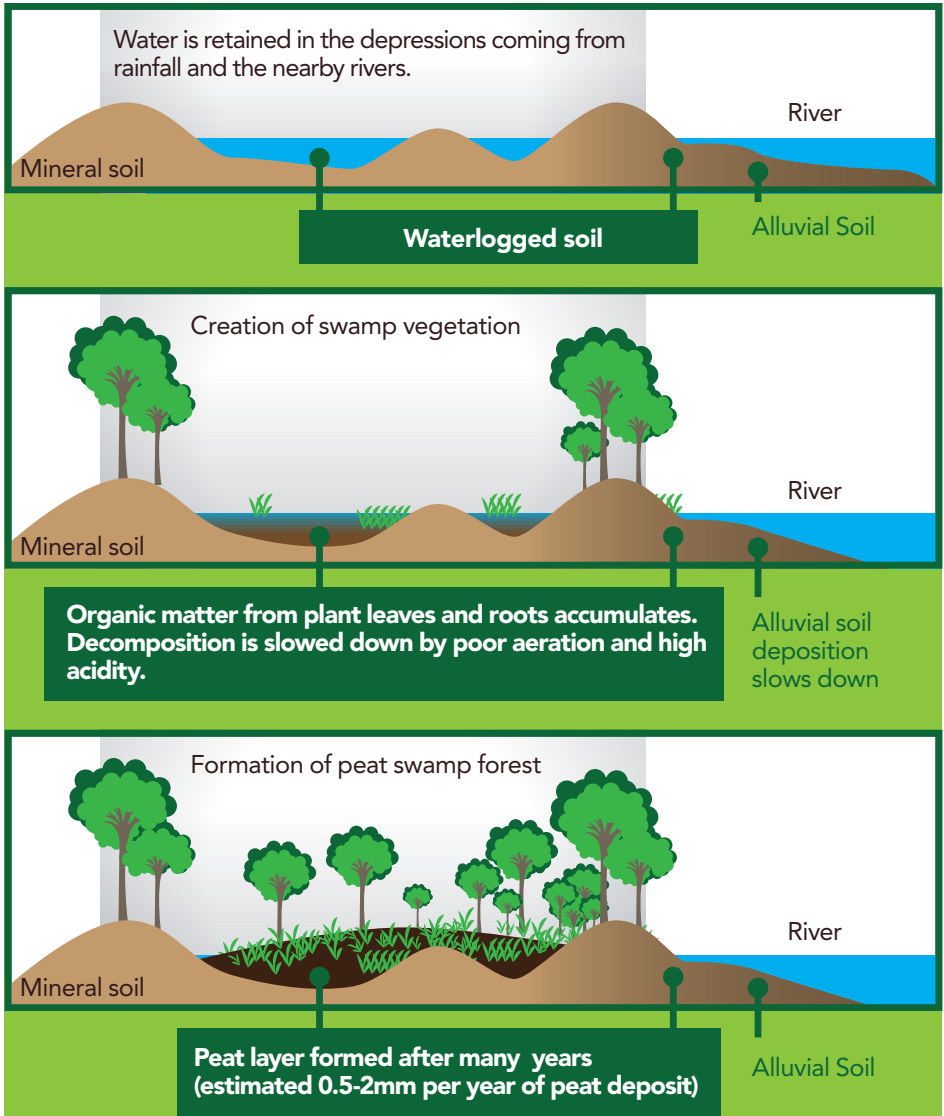 Water is retained in the depressions coming from
rainfall and the nearby rivers.
River
Mineral soil
Waterlogged soil
Alluvial Soil
Creation of swamp vegetation
River
Mineral soil
Organic matter from plant leaves and roots accumulates.
Decomposition is slowed down by poor aeration and high
acidity.
Alluvial soil
deposition
slows down
Formation of peat swamp forest
River
Mineral soil
Peat layer formed after many years
(estimated 0.5-2mm per year of peat deposit)
Alluvial Soil